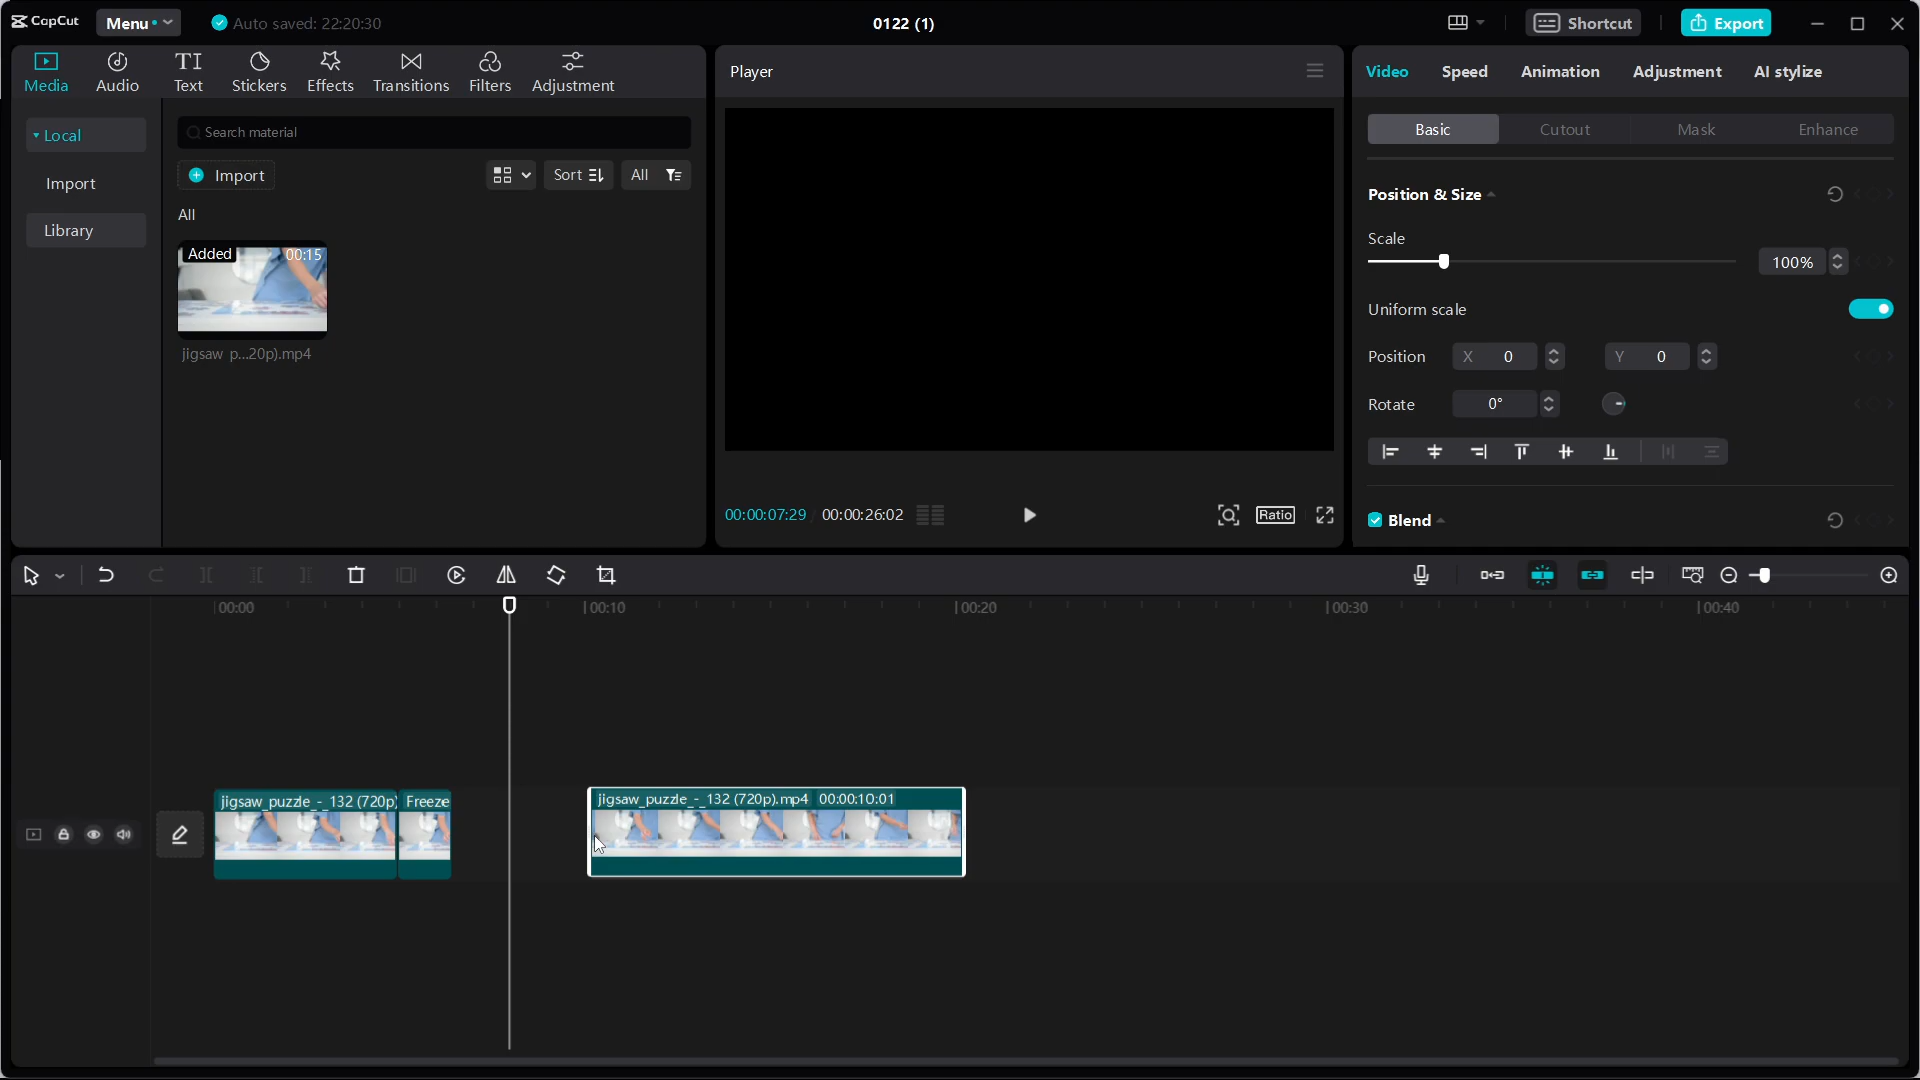 CapCut Menu Auto saved: 22:20:30 0122 (1) Shortcut Export
Media Audio Text Stickers Effects Transitions Filters Adjustment
Local
Import
Library
Search material
Import Sort All
All
Added 00:15
jigsaw p...20p).mp4
Player
00:00:07:29 00:00:26:02 Ratio
Video Speed Animation Adjustment AI stylize
Basic Cutout Mask Enhance
Position & Size
Scale
100%
Uniform scale
Position X 0 Y 0
Rotate 0°
Blend
00:00 00:10 00:20 00:30 00:40
jigsaw_puzzle_-_132 (720p) Freeze jigsaw_puzzle_-_132 (720p).mp4 00:00:10:01